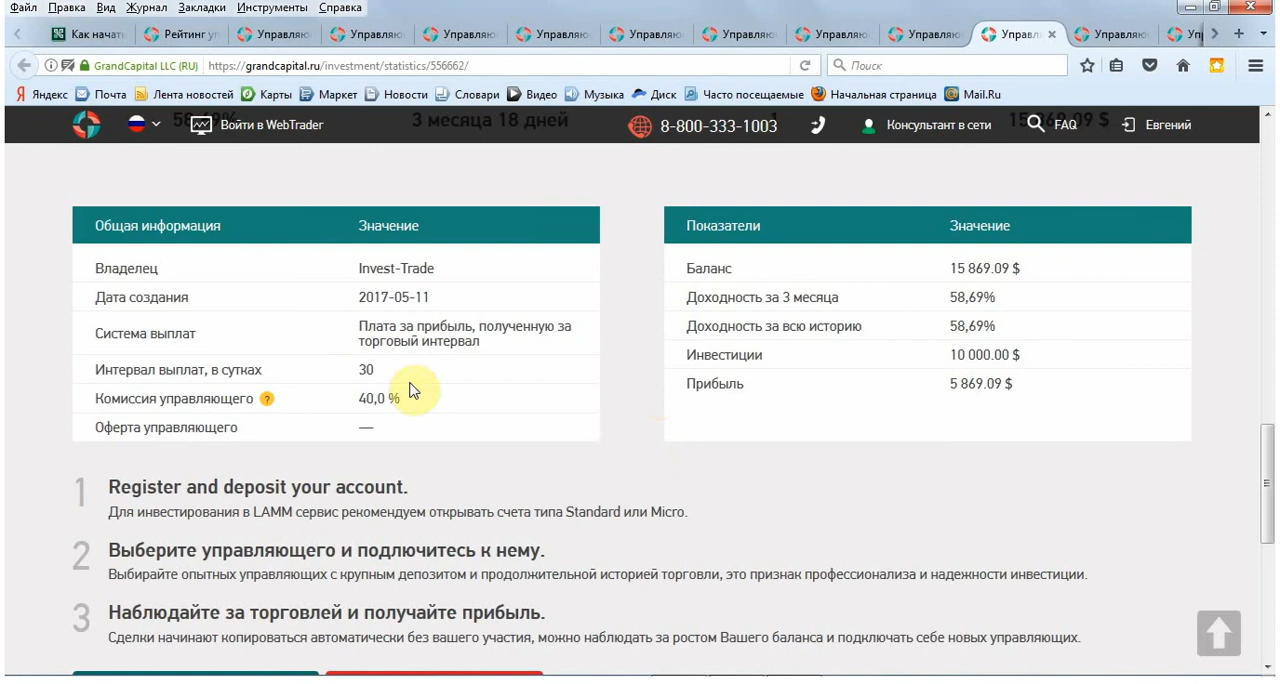 Файл Правка Вид Журнал Закладки Инструменты Справка
Как начать Рейтинг уп Управляю Управляю Управляю Управляю Управляю Управляю Управляю Управляю Управл Управляю Уп
GrandCapital LLC (RU) https://grandcapital.ru/investment/statistics/556662/ Поиск
Яндекс Почта Лента новостей Карты Маркет Новости Словари Видео Музыка Диск Часто посещаемые Начальная страница Mail.Ru
3 месяца 18 дней
Войти в WebTrader 8-800-333-1003 Консультант в сети FAQ Евгений
Общая информация Значение
Владелец Invest-Trade
Дата создания 2017-05-11
Система выплат Плата за прибыль, полученную за
торговый интервал
Интервал выплат, в сутках 30
Комиссия управляющего ? 40,0 %
Оферта управляющего —
Показатели Значение
Баланс 15 869.09 $
Доходность за 3 месяца 58,69%
Доходность за всю историю 58,69%
Инвестиции 10 000.00 $
Прибыль 5 869.09 $
1 Register and deposit your account.
Для инвестирования в LAMM сервис рекомендуем открывать счета типа Standard или Micro.
2 Выберите управляющего и подлючитесь к нему.
Выбирайте опытных управляющих с крупным депозитом и продолжительной историей торговли, это признак профессионализа и надежности инвестиции.
3 Наблюдайте за торговлей и получайте прибыль.
Сделки начинают копироваться автоматически без вашего участия, можно наблюдать за ростом Вашего баланса и подключать себе новых управляющих.